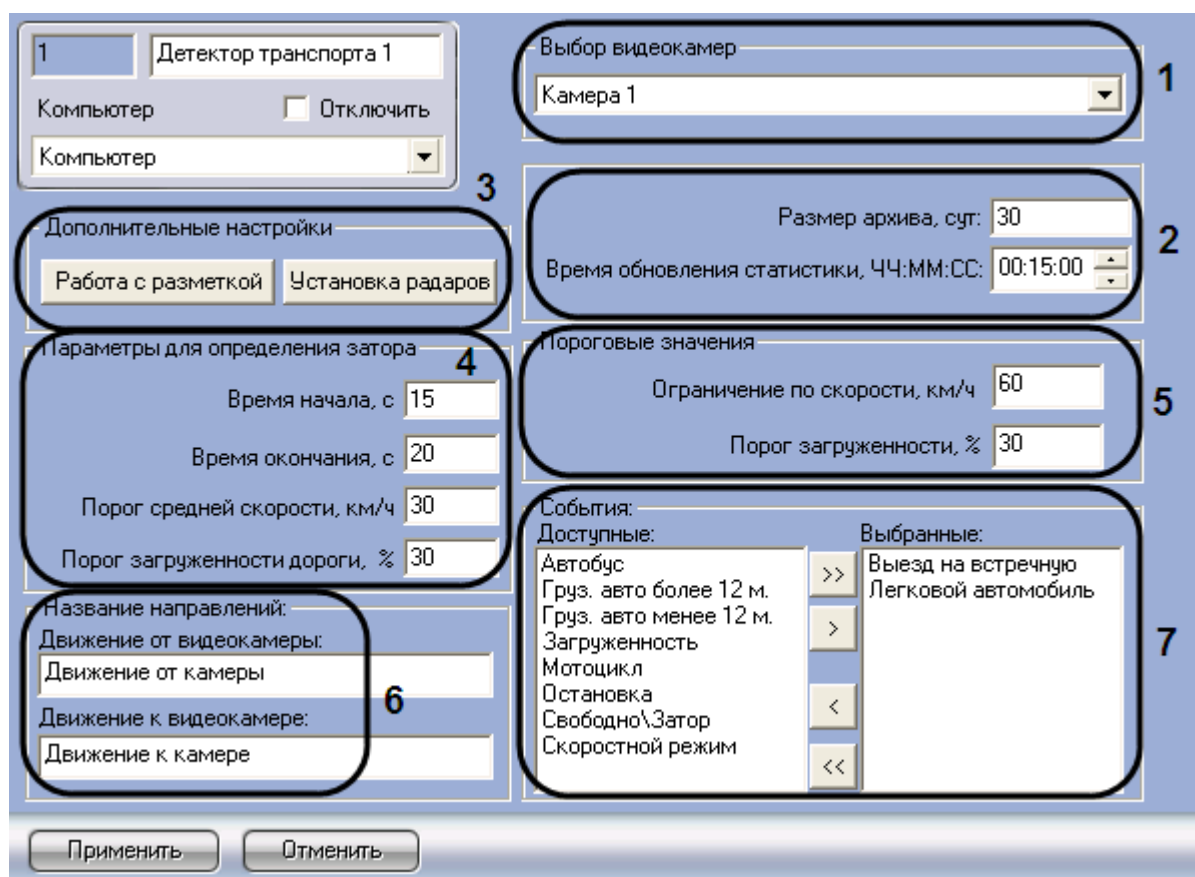 1
Детектор транспорта 1
Компьютер
Отключить
Компьютер
Выбор видеокамер
Камера 1
1
Размер архива, сут:
30
Время обновления статистики, ЧЧ:ММ:СС:
00:15:00
2
3
Дополнительные настройки
Работа с разметкой
Установка радаров
Параметры для определения затора
4
Время начала, с
15
Время окончания, с
20
Порог средней скорости, км/ч
30
Порог загруженности дороги, %
30
Пороговые значения
Ограничение по скорости, км/ч
60
Порог загруженности, %
30
5
Название направлений:
Движение от видеокамеры:
Движение от камеры
Движение к видеокамере:
Движение к камере
6
События:
Доступные:
Автобус
Груз. авто более 12 м.
Груз. авто менее 12 м.
Загруженность
Мотоцикл
Остановка
Свободно\Затор
Скоростной режим
>>
>
<
<<
Выбранные:
Выезд на встречную
Легковой автомобиль
7
Применить
Отменить